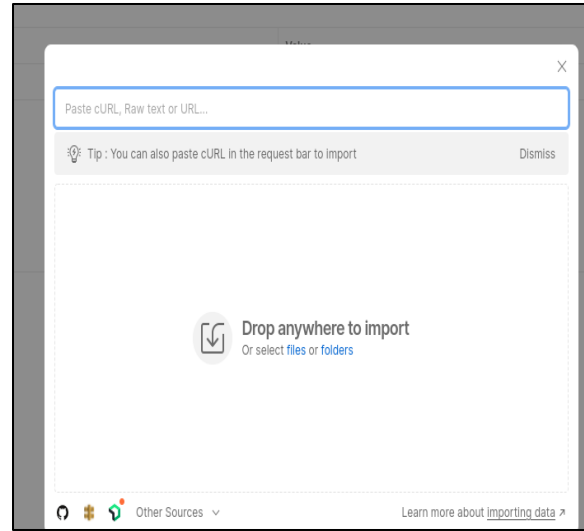 Value
Paste cURL, Raw text or URL...
Tip : You can also paste cURL in the request bar to import Dismiss
Drop anywhere to import
Or select files or folders
Other Sources Learn more about importing data